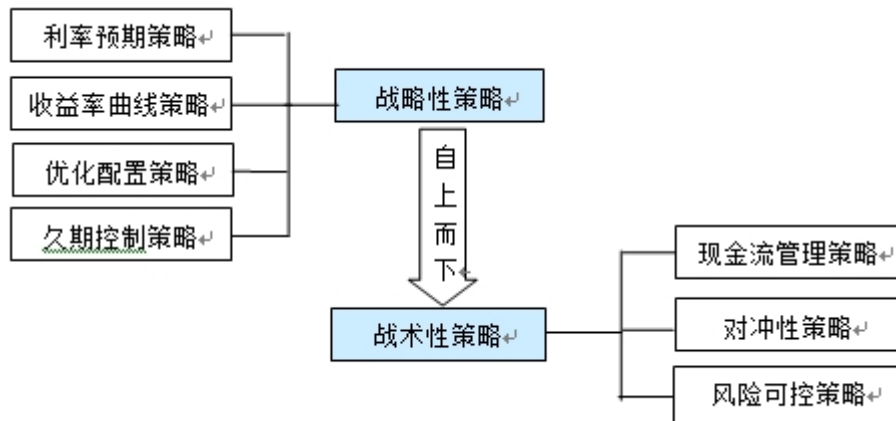 利率预期策略
收益率曲线策略
优化配置策略
久期控制策略
战略性策略
自上而下
战术性策略
现金流管理策略
对冲性策略
风险可控策略